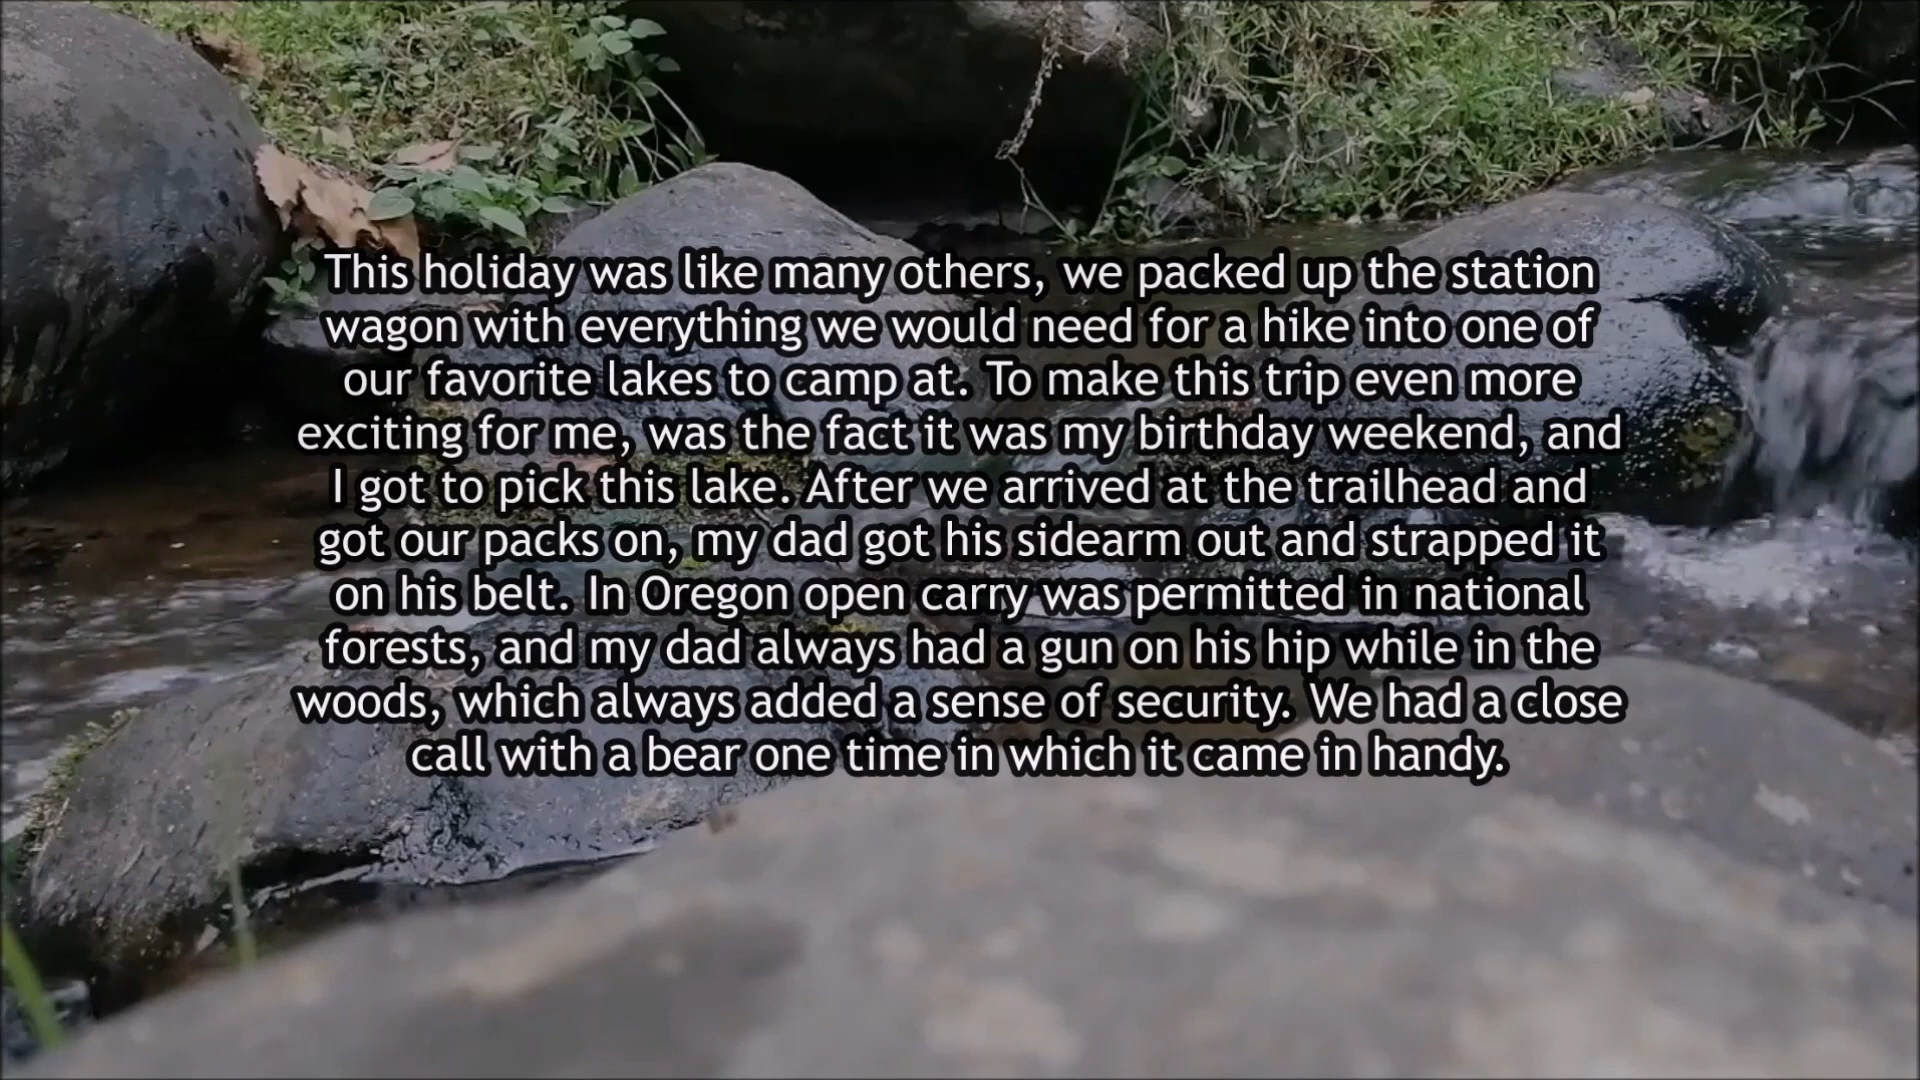 This holiday was like many others, we packed up the station
wagon with everything we would need for a hike into one of
our favorite lakes to camp at. To make this trip even more
exciting for me, was the fact it was my birthday weekend, and
I got to pick this lake. After we arrived at the trailhead and
got our packs on, my dad got his sidearm out and strapped it
on his belt. In Oregon open carry was permitted in national
forests, and my dad always had a gun on his hip while in the
woods, which always added a sense of security. We had a close
call with a bear one time in which it came in handy.